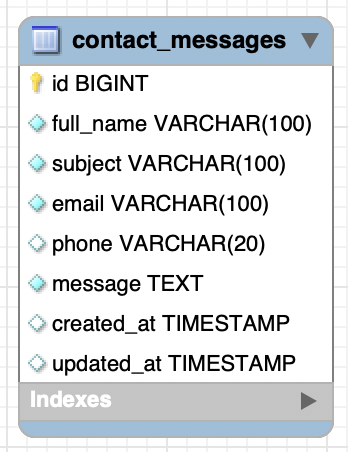 contact_messages
id BIGINT
full_name VARCHAR(100)
subject VARCHAR(100)
email VARCHAR(100)
phone VARCHAR(20)
message TEXT
created_at TIMESTAMP
updated_at TIMESTAMP
Indexes